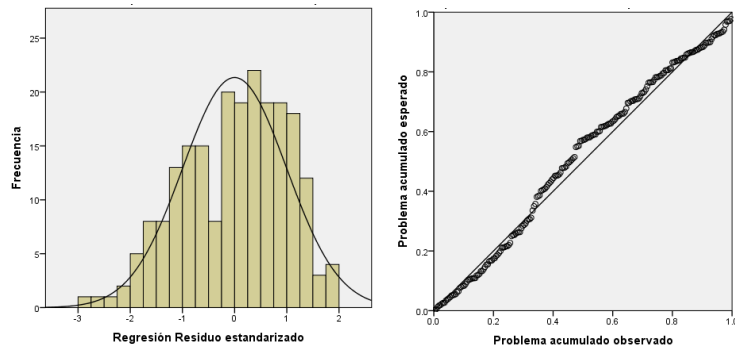 Frecuencia
25
20
15
10
5
0
-3 -2 -1 0 1 2
Regresión Residuo estandarizado
Problema acumulado esperado
1.0
0.8
0.6
0.4
0.2
0.0
0.0 0.2 0.4 0.6 0.8 1.0
Problema acumulado observado